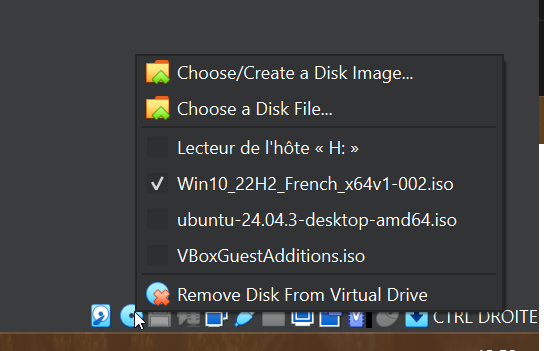 Choose/Create a Disk Image...
Choose a Disk File...
Lecteur de l'hôte « H: »
Win10_22H2_French_x64v1-002.iso
ubuntu-24.04.3-desktop-amd64.iso
VBoxGuestAdditions.iso
Remove Disk From Virtual Drive
CTRL DROITE